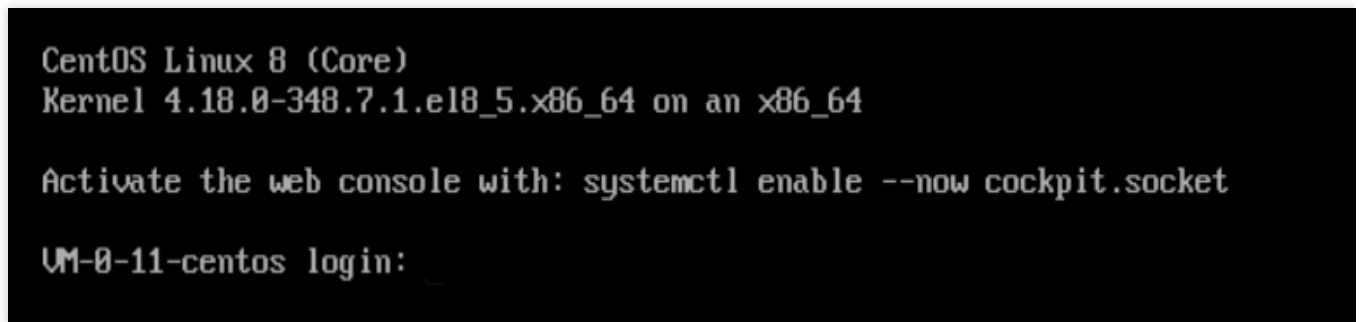 CentOS Linux 8 (Core)
Kernel 4.18.0-348.7.1.el8_5.x86_64 on an x86_64
Activate the web console with: systemctl enable --now cockpit.socket
VM-0-11-centos login: _